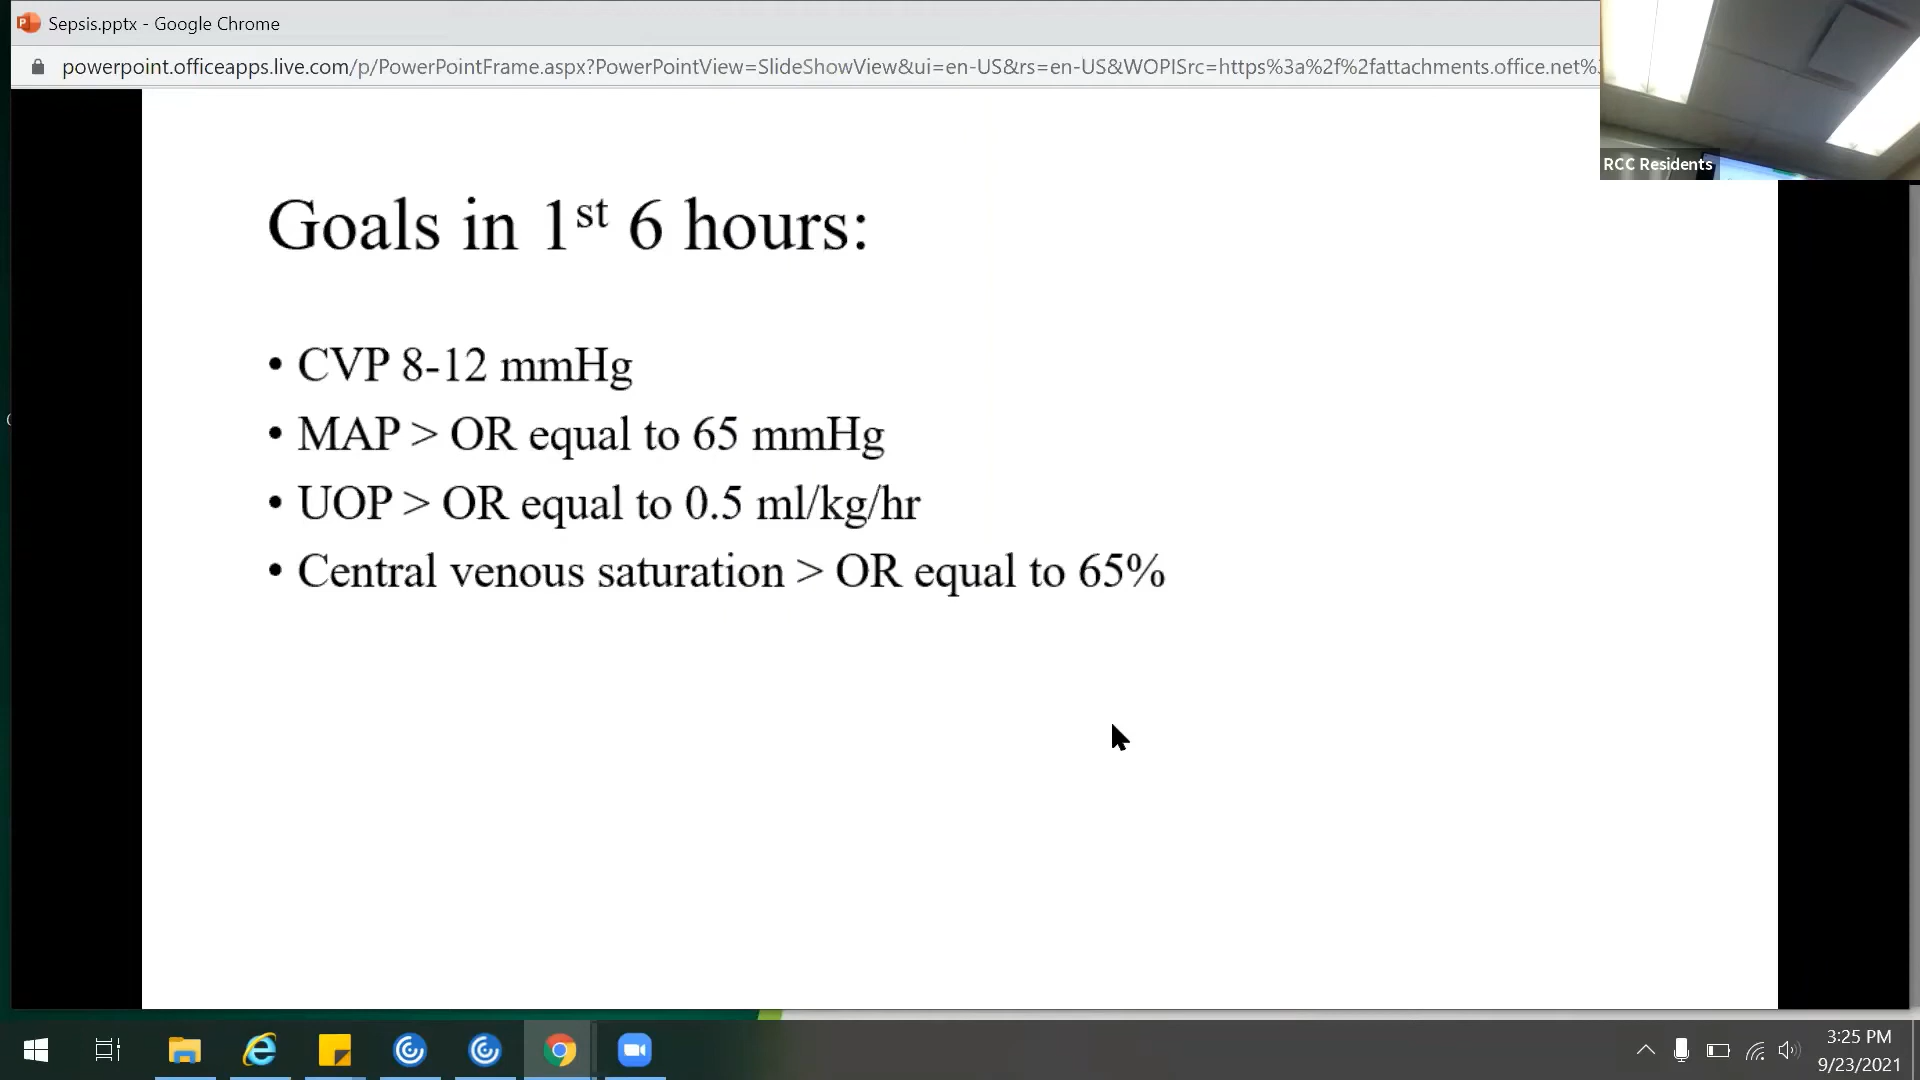 Sepsis.pptx - Google Chrome
powerpoint.officeapps.live.com/p/PowerPointFrame.aspx?PowerPointView=SlideShowView&ui=en-US&rs=en-US&WOPISrc=https%3a%2f%2fattachments.office.net%
RCC Residents
Goals in 1st 6 hours:
• CVP 8-12 mmHg
• MAP > OR equal to 65 mmHg
• UOP > OR equal to 0.5 ml/kg/hr
• Central venous saturation > OR equal to 65%
3:25 PM
9/23/2021